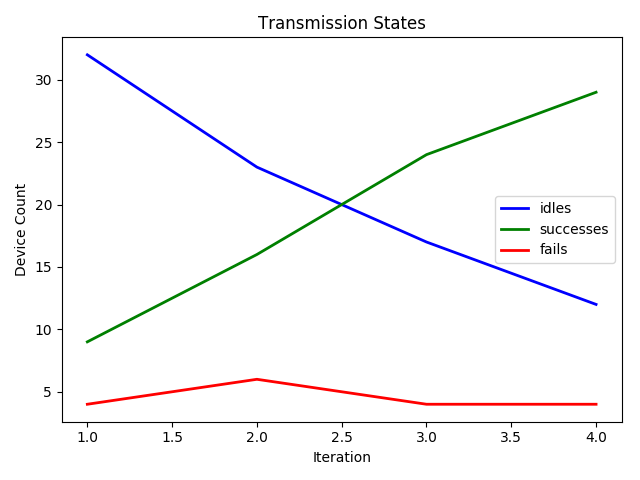 Transmission States
Device Count
30
25
20
15
10
5
idles
successes
fails
1.0 1.5 2.0 2.5 3.0 3.5 4.0
Iteration